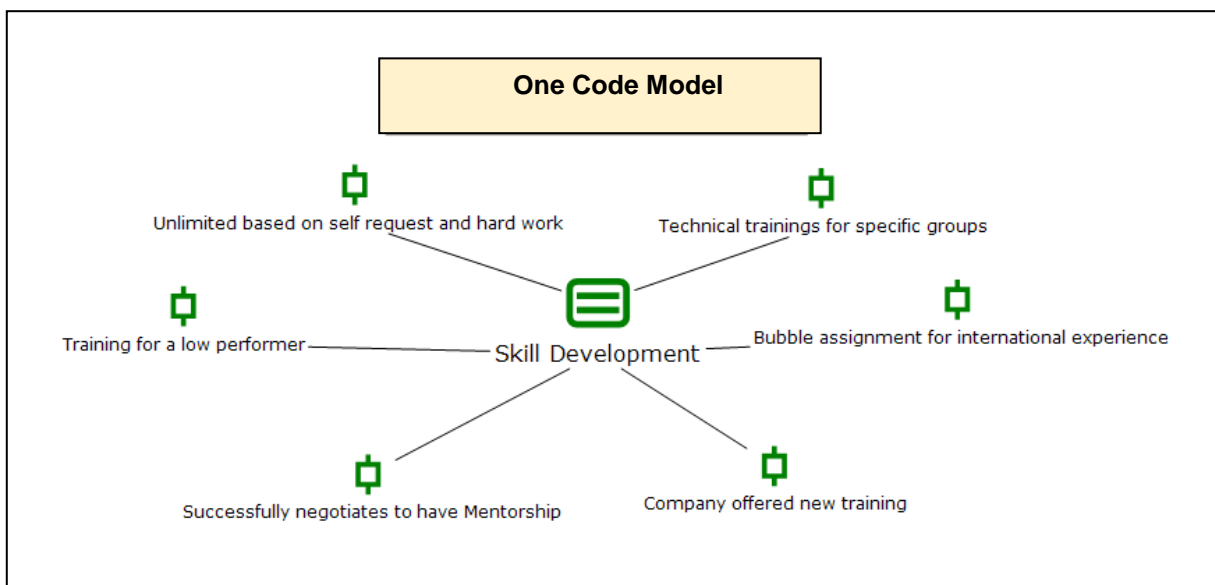 One Code Model
Unlimited based on self request and hard work
Technical trainings for specific groups
Training for a low performer
Skill Development
Bubble assignment for international experience
Successfully negotiates to have Mentorship
Company offered new training